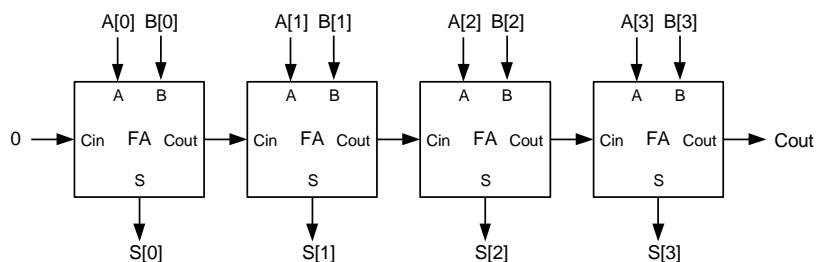 A[0] B[0] A[1] B[1] A[2] B[2] A[3] B[3]
A B A B A B A B
0 Cin FA Cout Cin FA Cout Cin FA Cout Cin FA Cout Cout
S S S S
S[0] S[1] S[2] S[3]